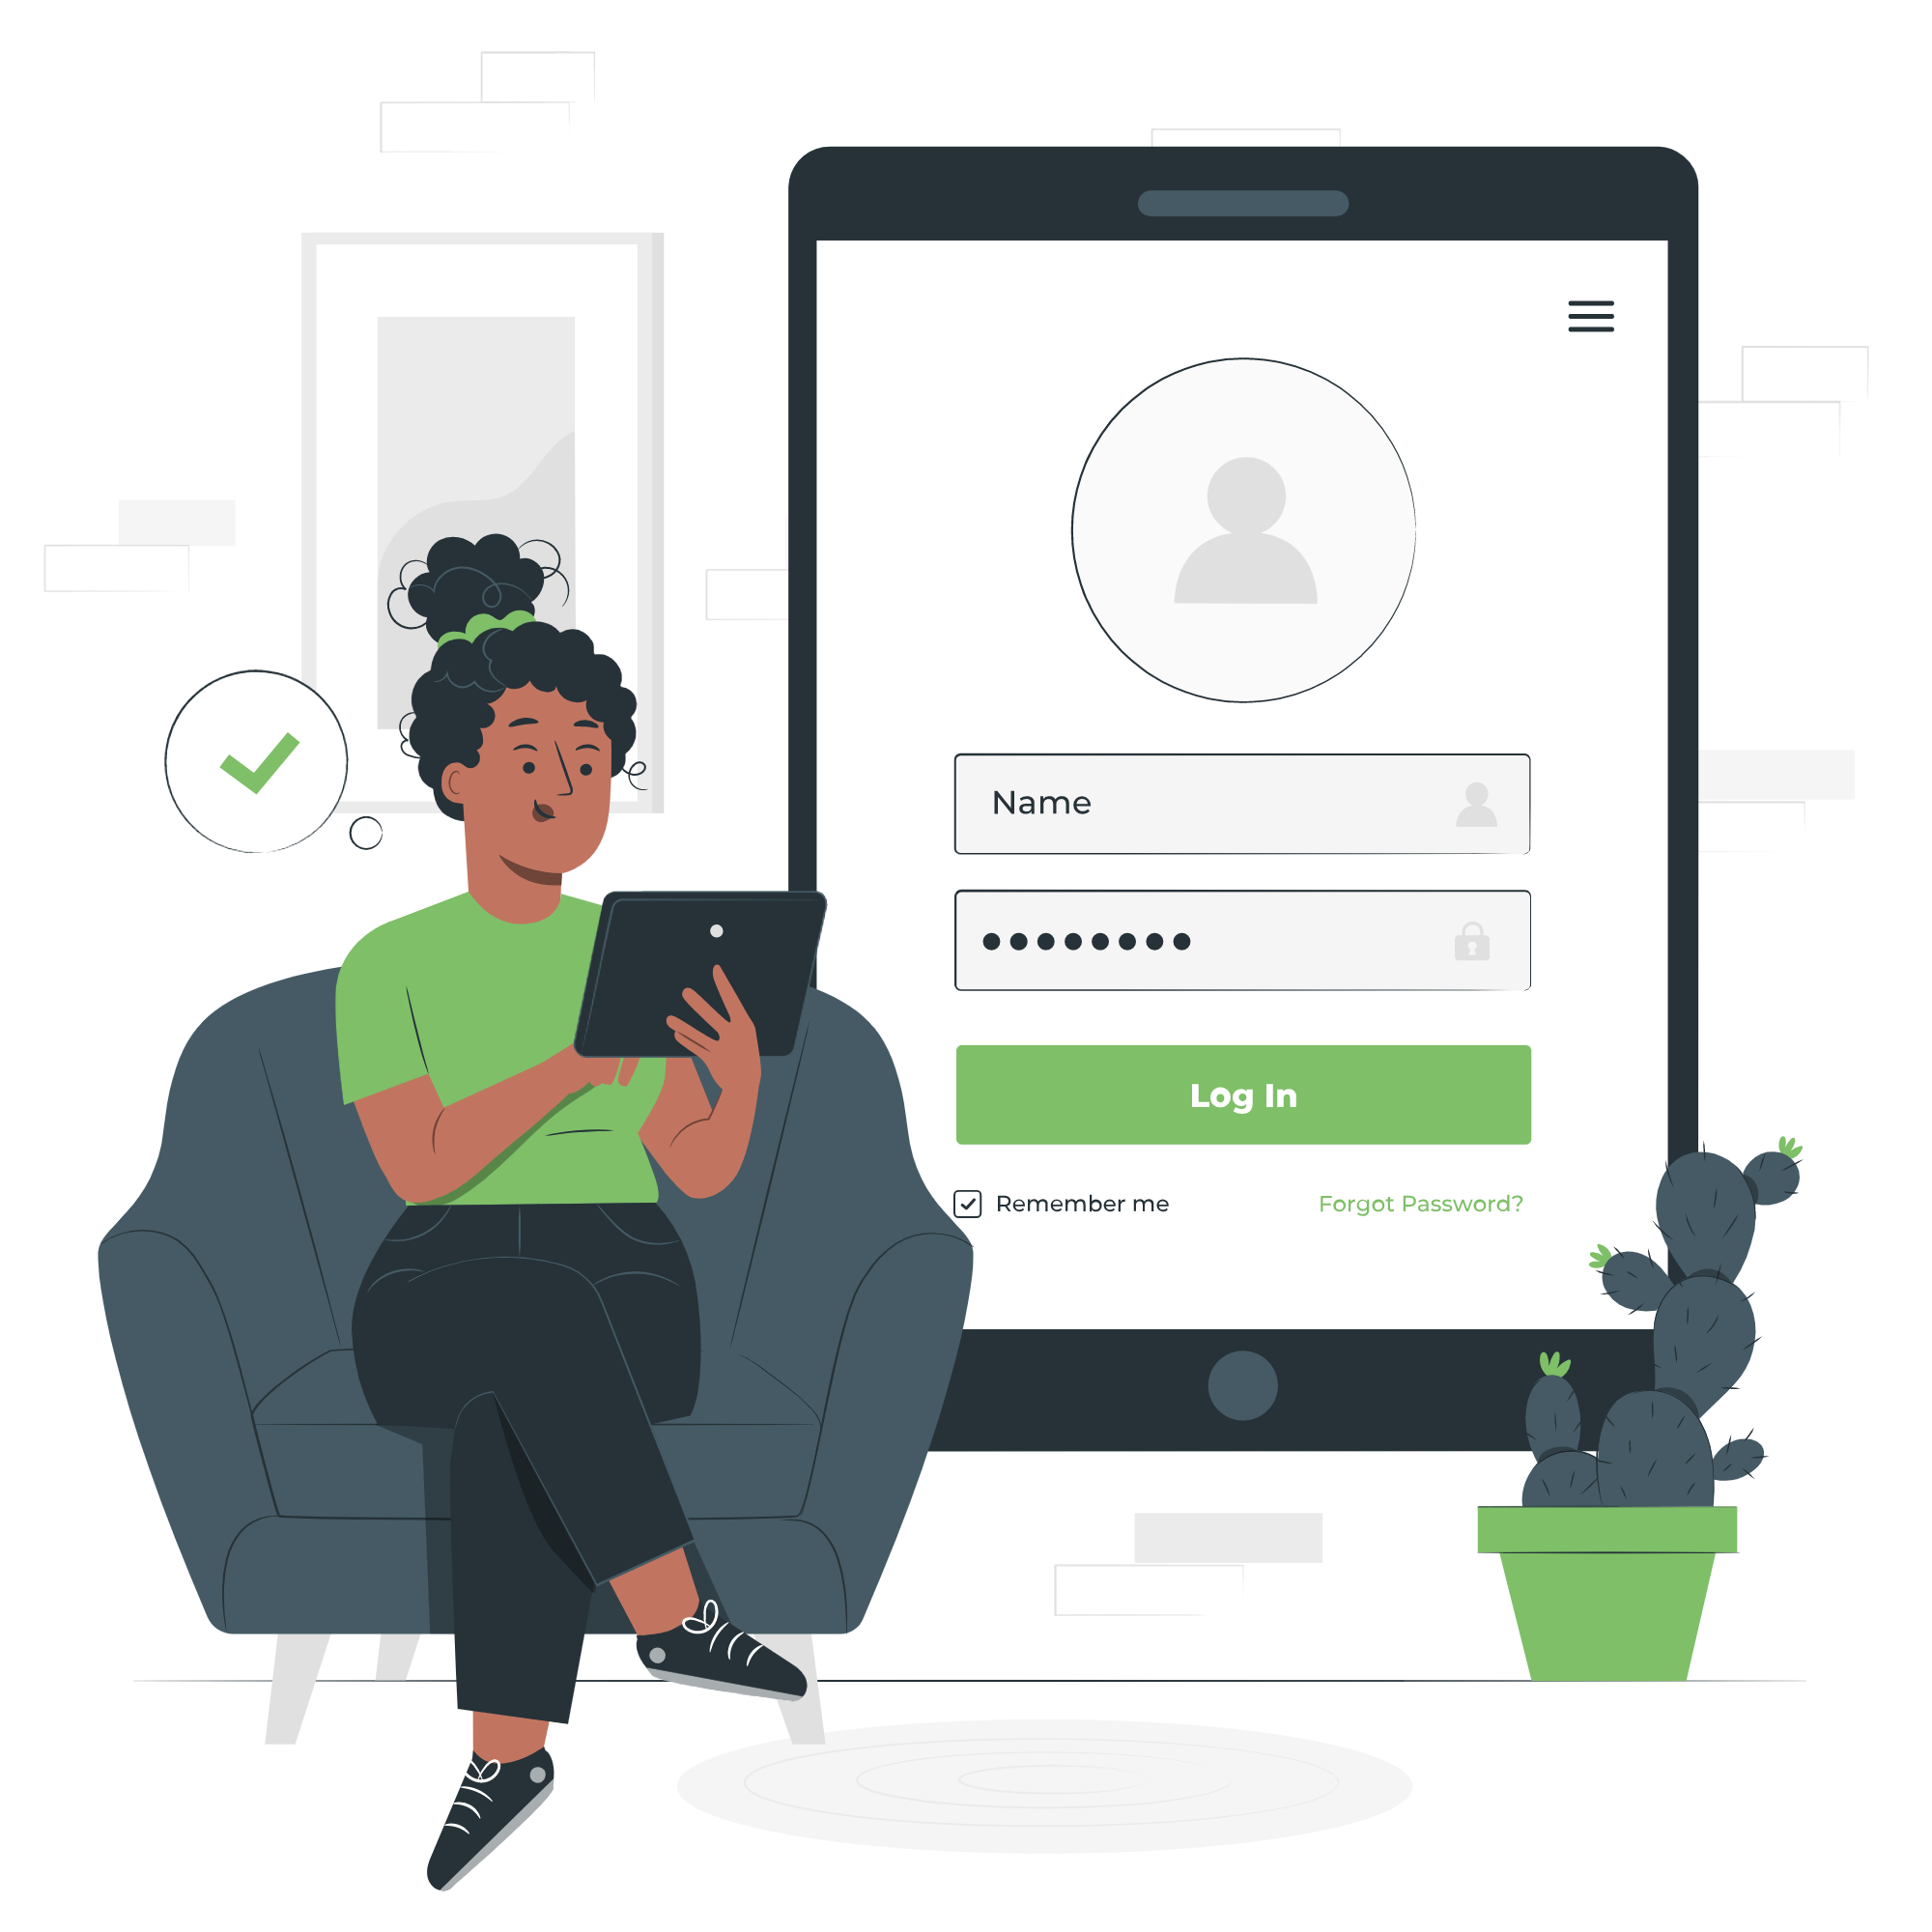 Name
••••••••
Log In
Remember me
Forgot Password?